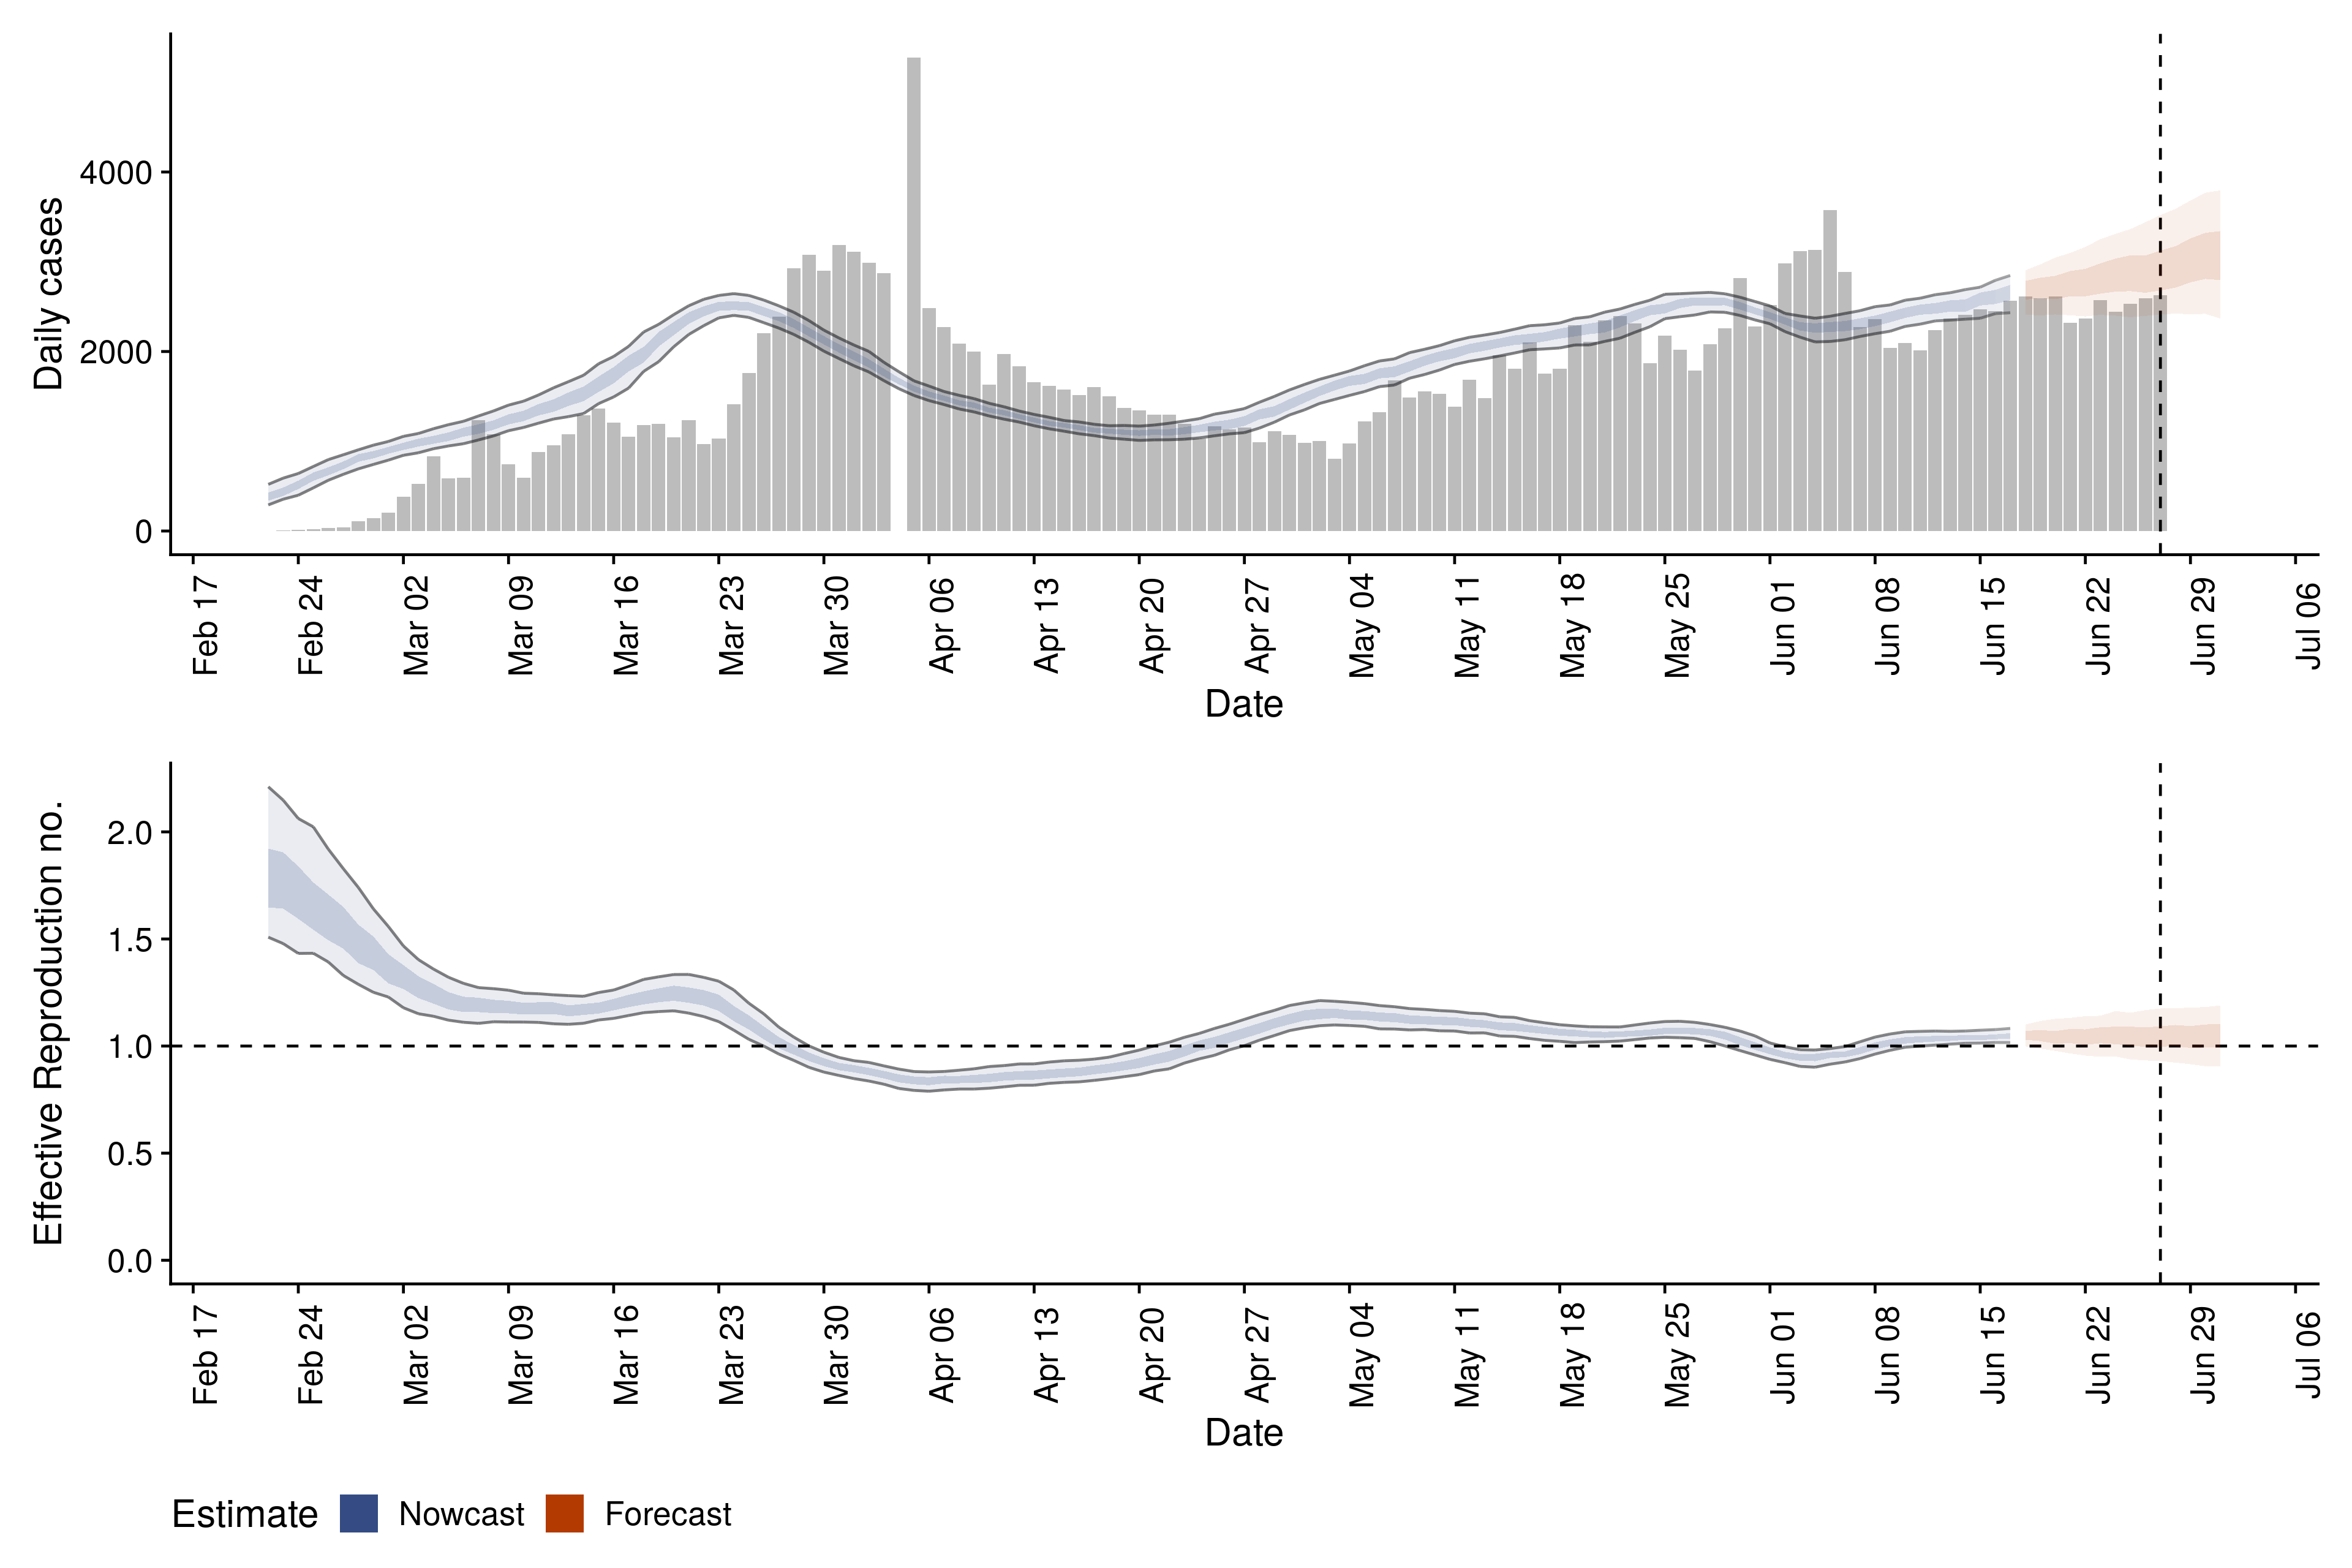 Daily cases
4000
2000
0
Feb 17
Feb 24
Mar 02
Mar 09
Mar 16
Mar 23
Mar 30
Apr 06
Apr 13
Apr 20
Apr 27
May 04
May 11
May 18
May 25
Jun 01
Jun 08
Jun 15
Jun 22
Jun 29
Jul 06
Date
Effective Reproduction no.
2.0
1.5
1.0
0.5
0.0
Feb 17
Feb 24
Mar 02
Mar 09
Mar 16
Mar 23
Mar 30
Apr 06
Apr 13
Apr 20
Apr 27
May 04
May 11
May 18
May 25
Jun 01
Jun 08
Jun 15
Jun 22
Jun 29
Jul 06
Date
Estimate Nowcast Forecast